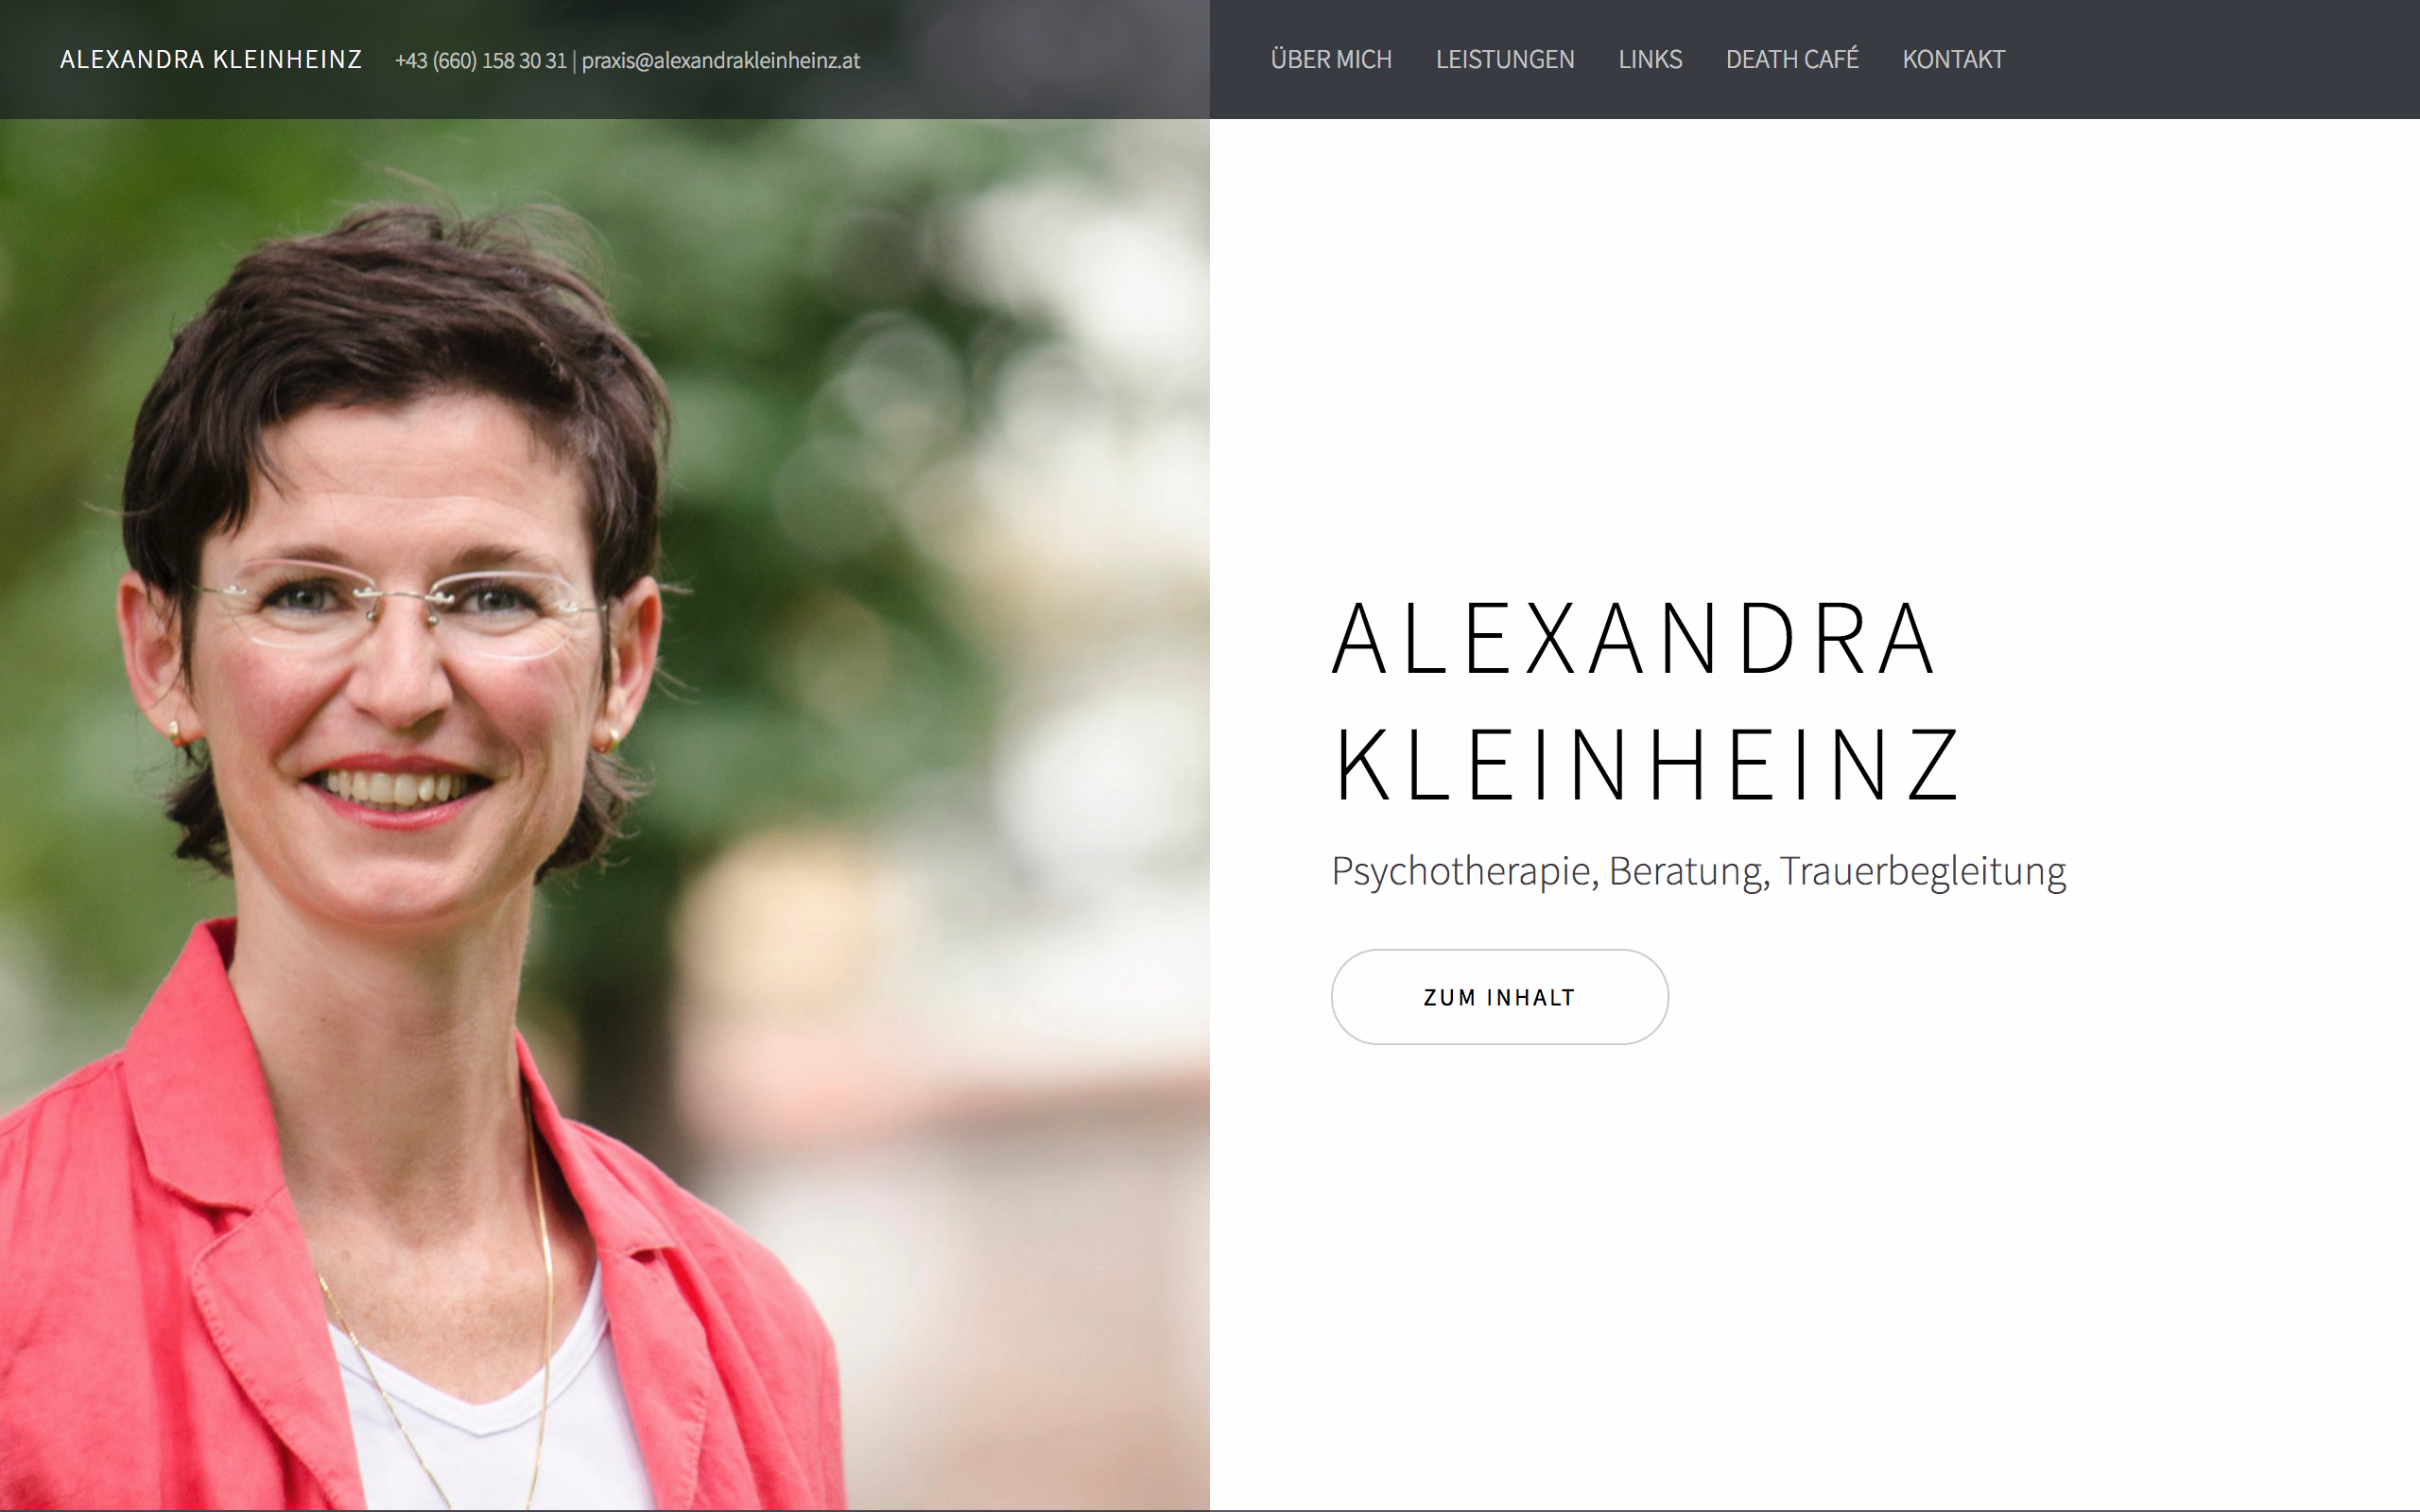 ALEXANDRA KLEINHEINZ +43 (660) 158 30 31 | praxis@alexandrakleinheinz.at
ÜBER MICH LEISTUNGEN LINKS DEATH CAFÉ KONTAKT
ALEXANDRA
KLEINHEINZ
Psychotherapie, Beratung, Trauerbegleitung
ZUM INHALT